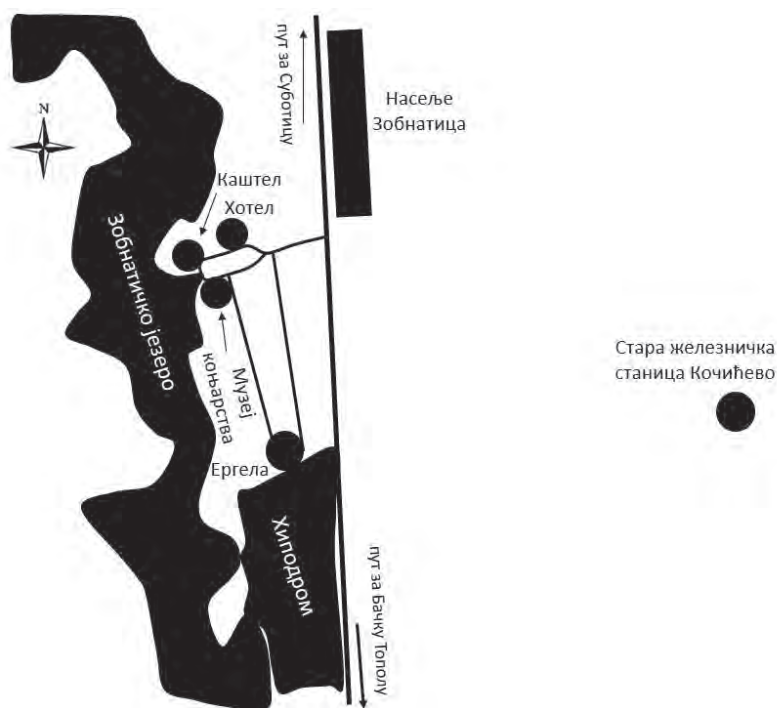 N
пут за Суботицу
Насеље
Зобнатица
Каштел
Хотел
Зобнатичко језеро
Стара железничка
станица Кочићево
Музеј
коњарства
Ергела
Хиподром
пут за Бачку Тополу